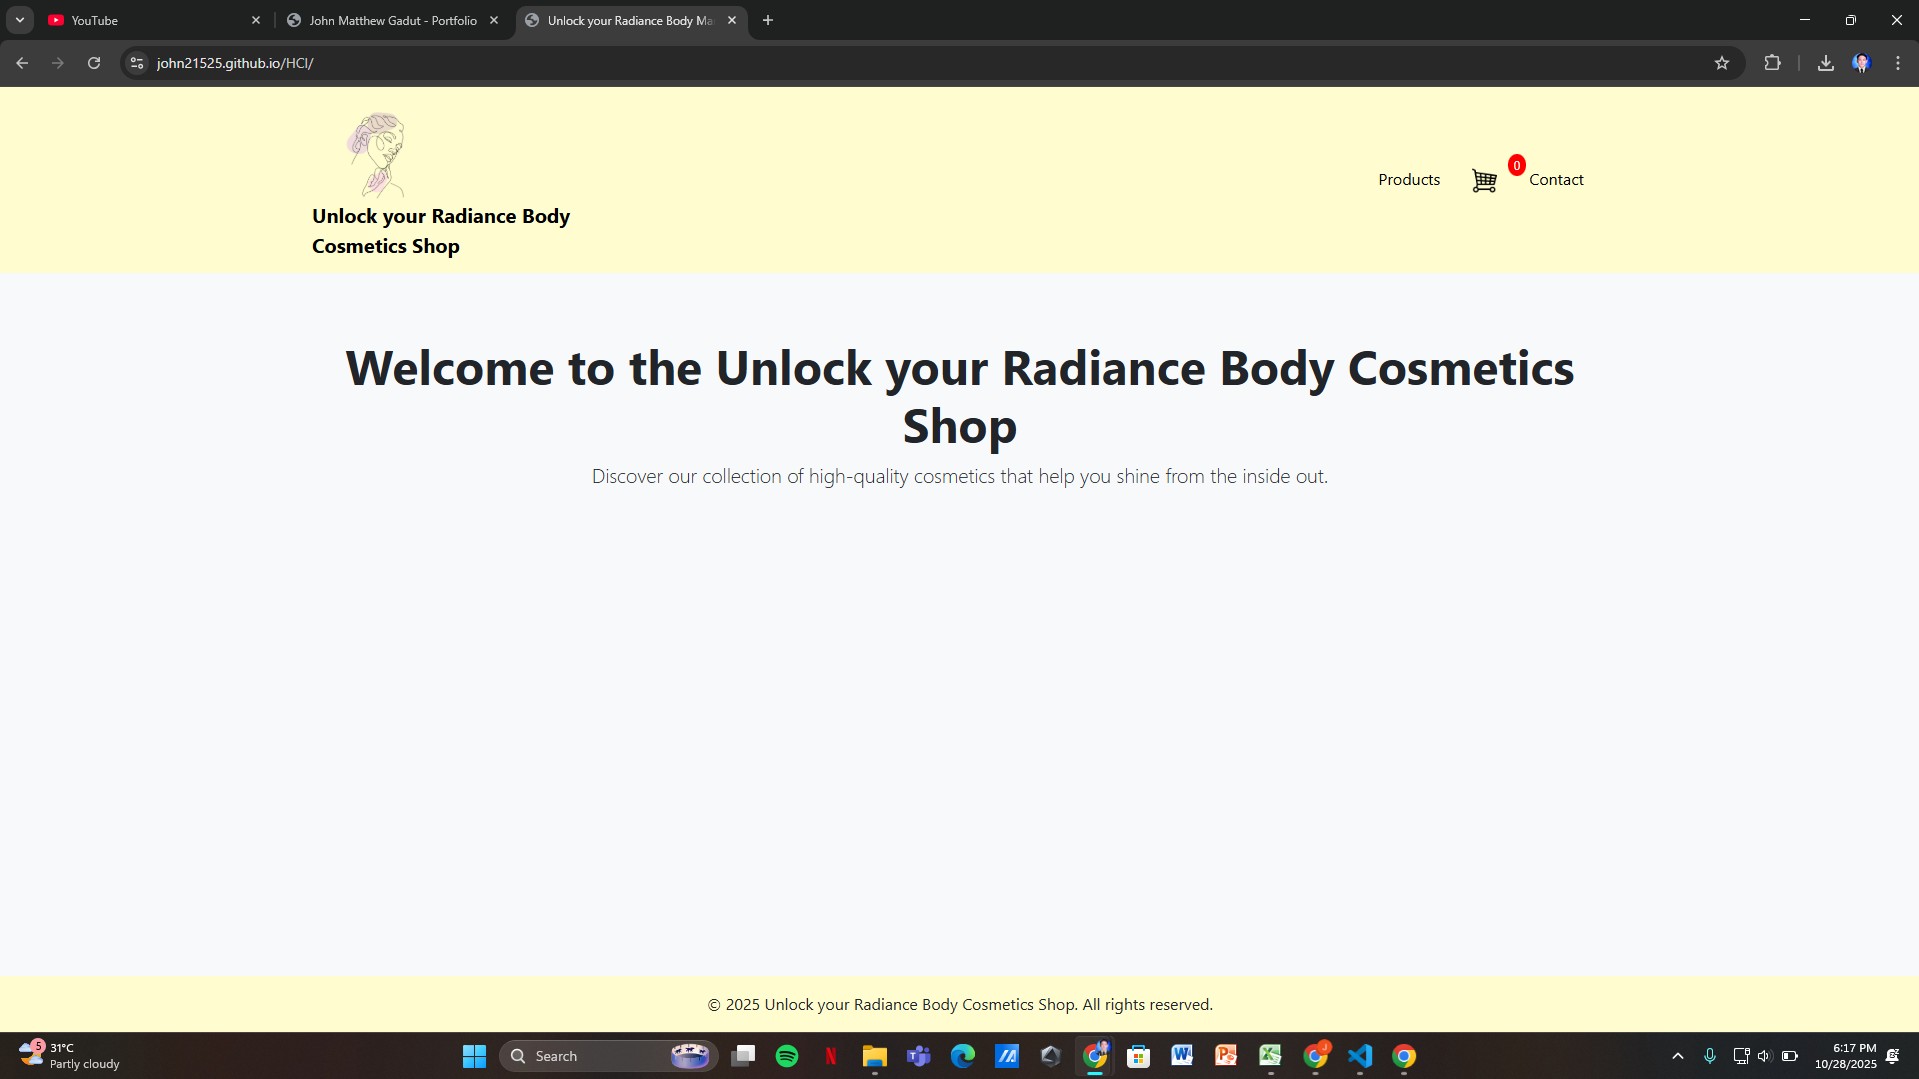 YouTube
John Matthew Gadut - Portfolio
Unlock your Radiance Body Ma
john21525.github.io/HCI/
Unlock your Radiance Body
Cosmetics Shop
Products
0
Contact
Welcome to the Unlock your Radiance Body Cosmetics
Shop
Discover our collection of high-quality cosmetics that help you shine from the inside out.
© 2025 Unlock your Radiance Body Cosmetics Shop. All rights reserved.
5
31°C
Partly cloudy
Search
J
6:17 PM
10/28/2025